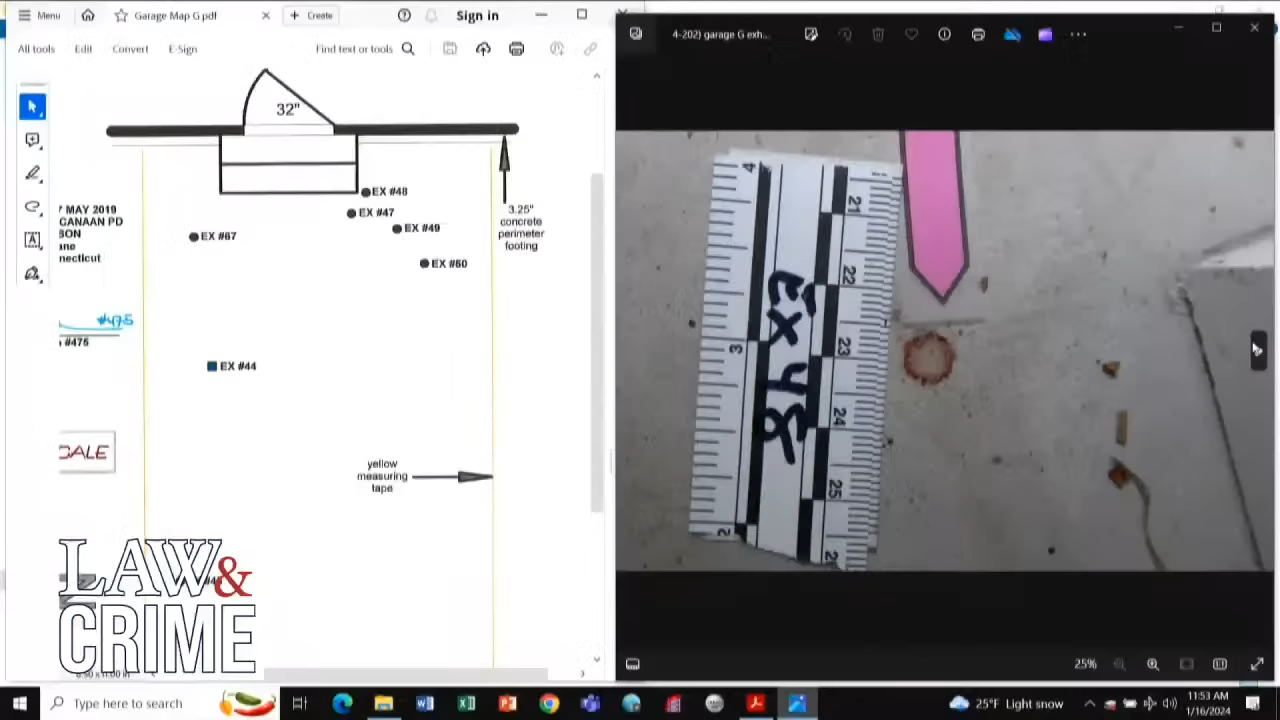 Menu
Garage Map G.pdf
Create
Sign in
All tools
Edit
Convert
E-Sign
Find text or tools
32"
EX #48
EX #47
EX #49
EX #67
EX #60
3.25"
concrete
perimeter
footing
MAY 2019
CANAAN PD
SON
ane
necticut
#475
#475
EX #44
CALE
yellow
measuring
tape
LAW&
CRIME
4-202) garage G exh...
4
21
22
EX 48
3
23
24
25
2
25%
Type here to search
25°F Light snow
11:53 AM
1/16/2024